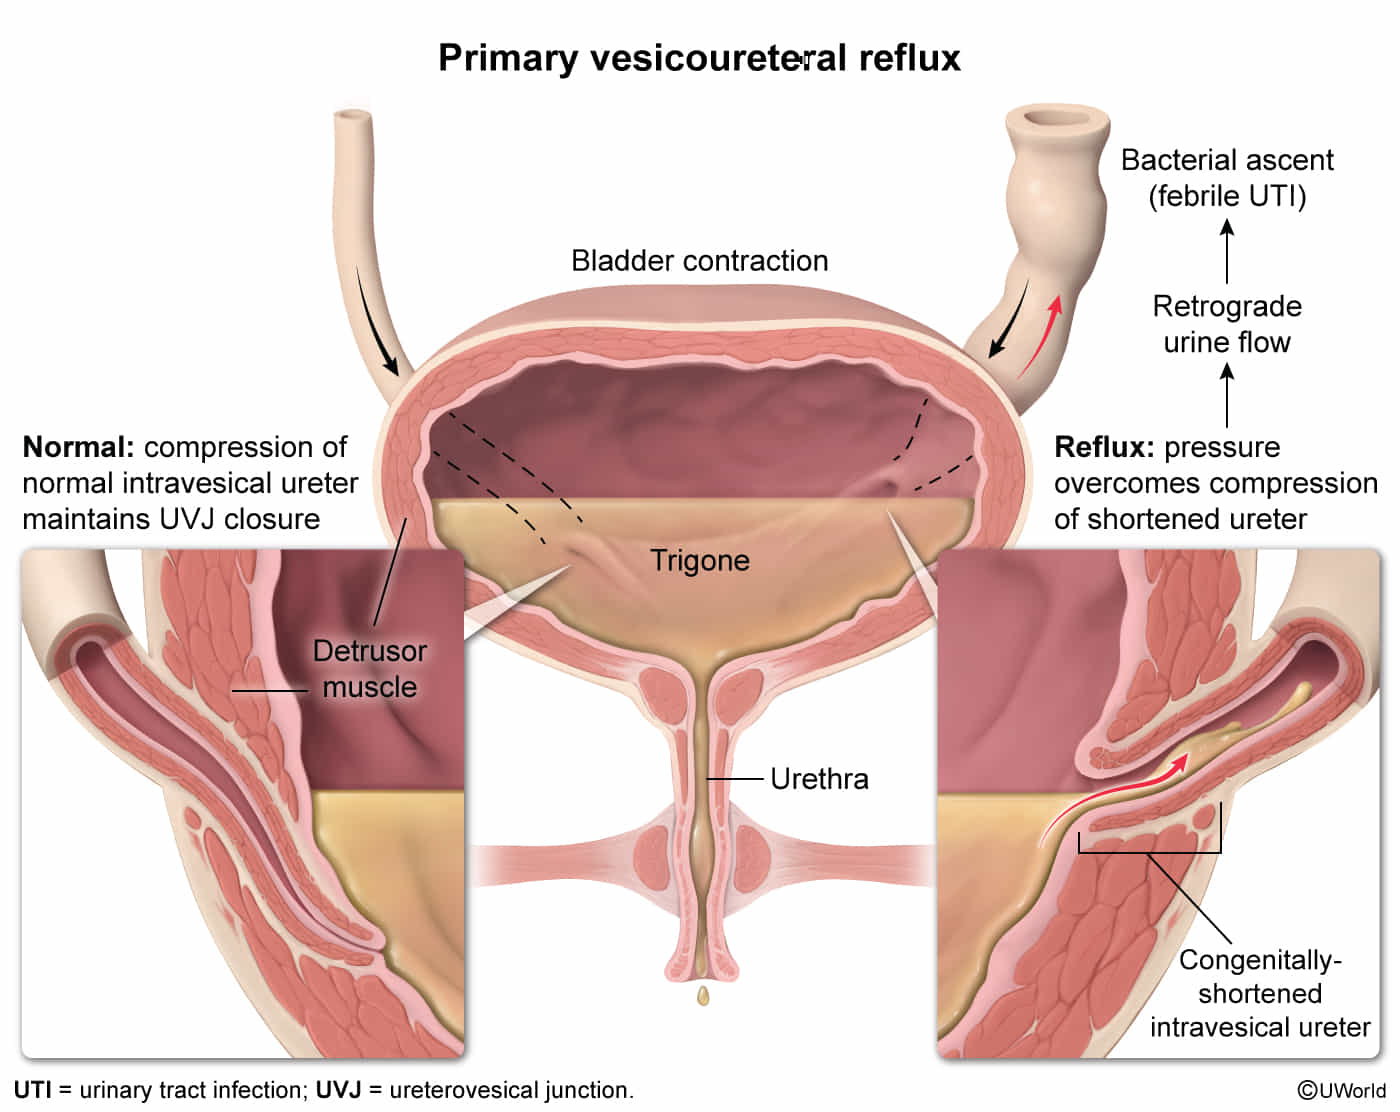 Primary vesicoureteral reflux
Bacterial ascent
(febrile UTI)
Bladder contraction
Retrograde
urine flow
Normal: compression of
normal intravesical ureter
maintains UVJ closure
Reflux: pressure
overcomes compression
of shortened ureter
Trigone
Detrusor
muscle
Urethra
Congenitally-
shortened
intravesical ureter
UTI = urinary tract infection; UVJ = ureterovesical junction.
©UWorld